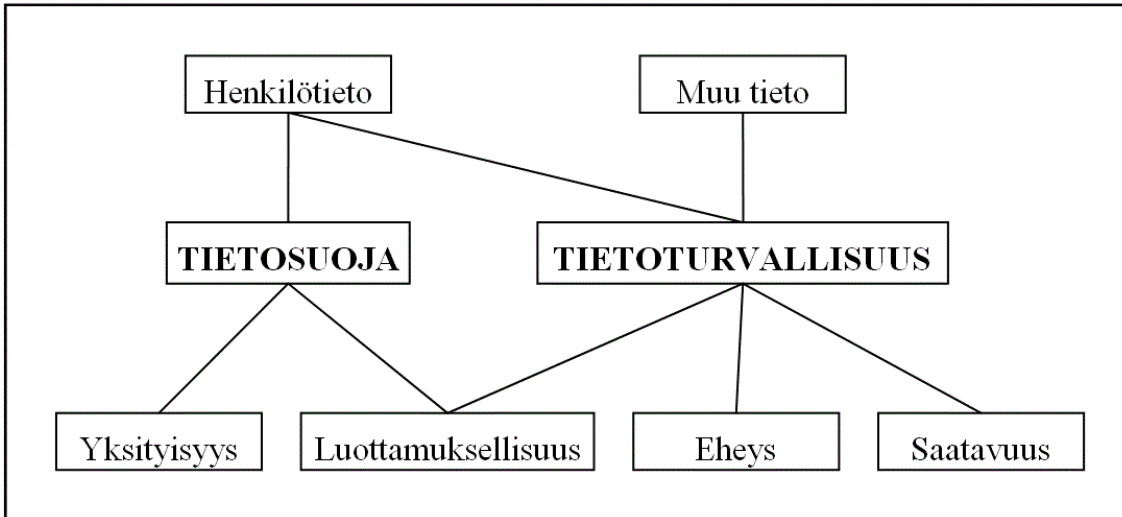 Henkilötieto
Muu tieto
TIETOSUOJA
TIETOTURVALLISUUS
Yksityisyys
Luottamuksellisuus
Eheys
Saatavuus